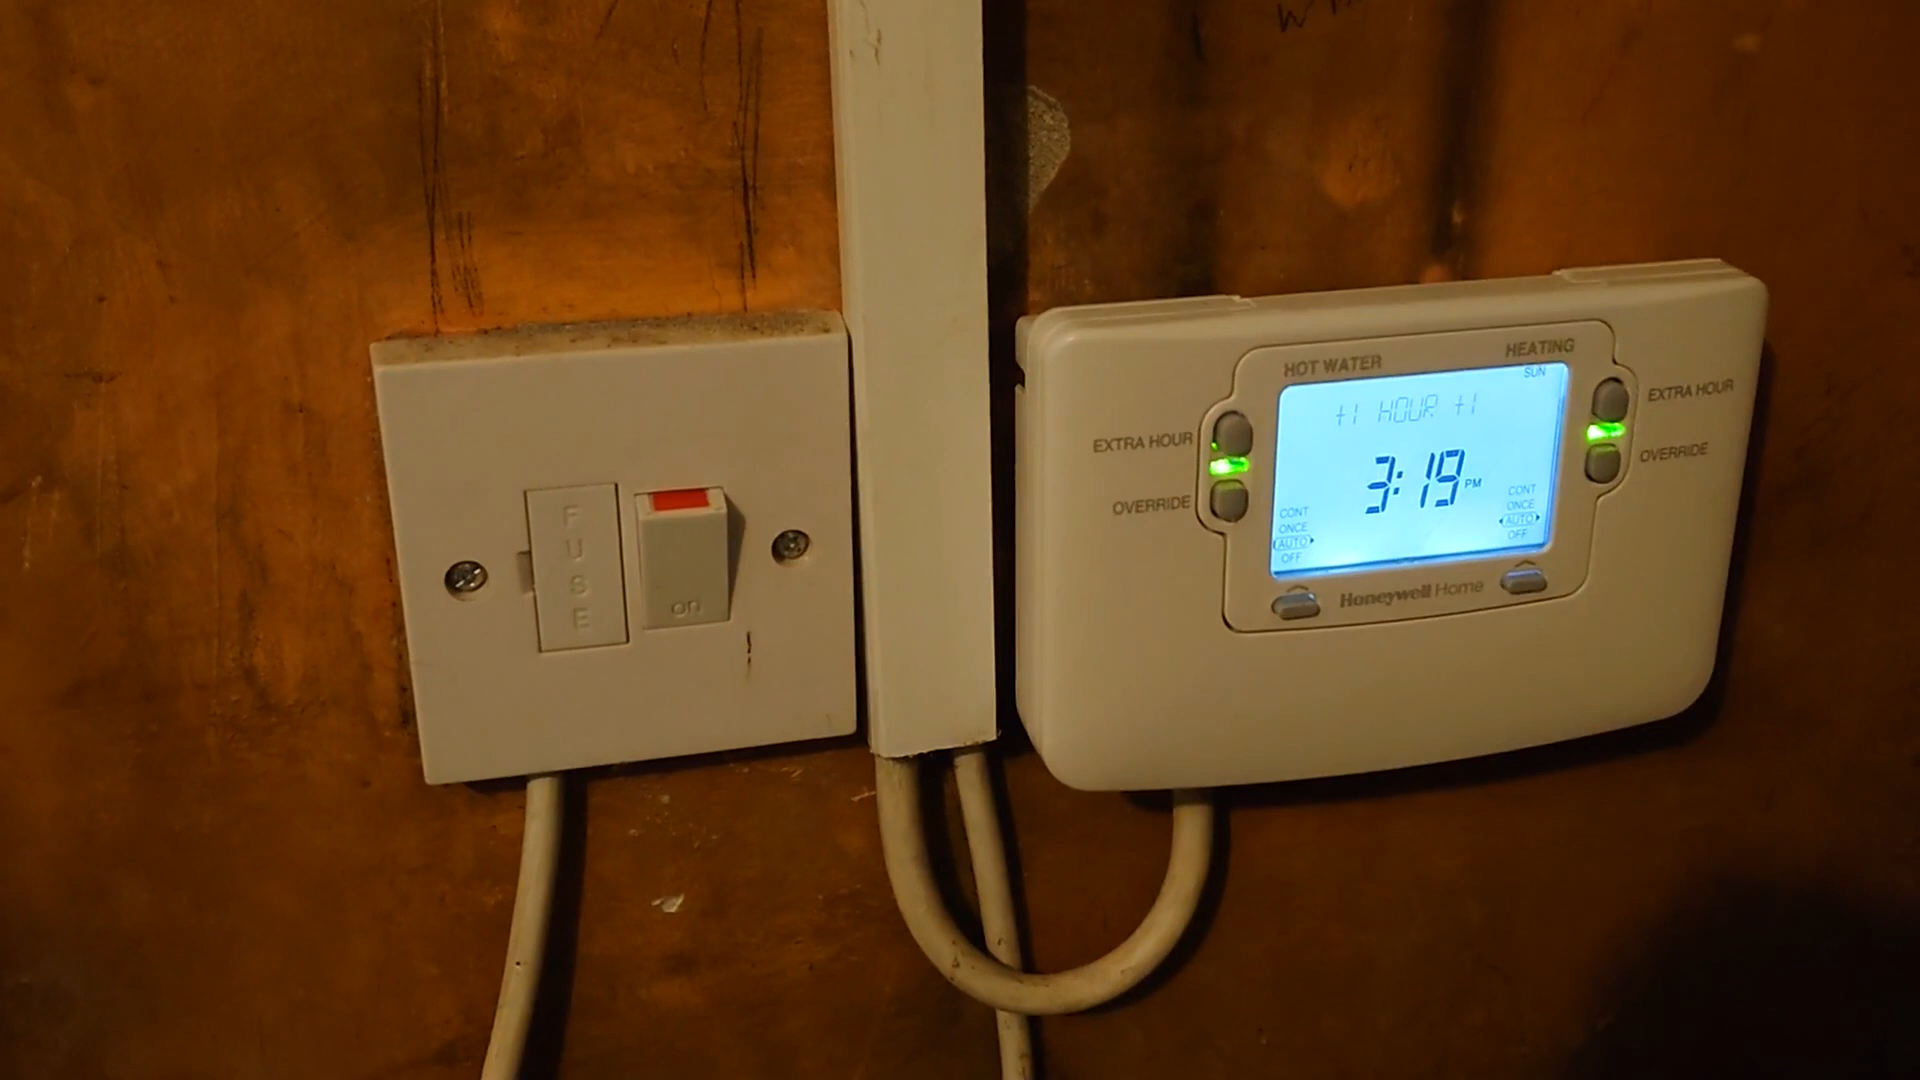 F
U
S
E
on
HOT WATER
HEATING
SUN
+1 HOUR +1
3:19 PM
EXTRA HOUR
OVERRIDE
EXTRA HOUR
OVERRIDE
CONT
ONCE
AUTO
OFF
CONT
ONCE
AUTO
OFF
Honeywell Home